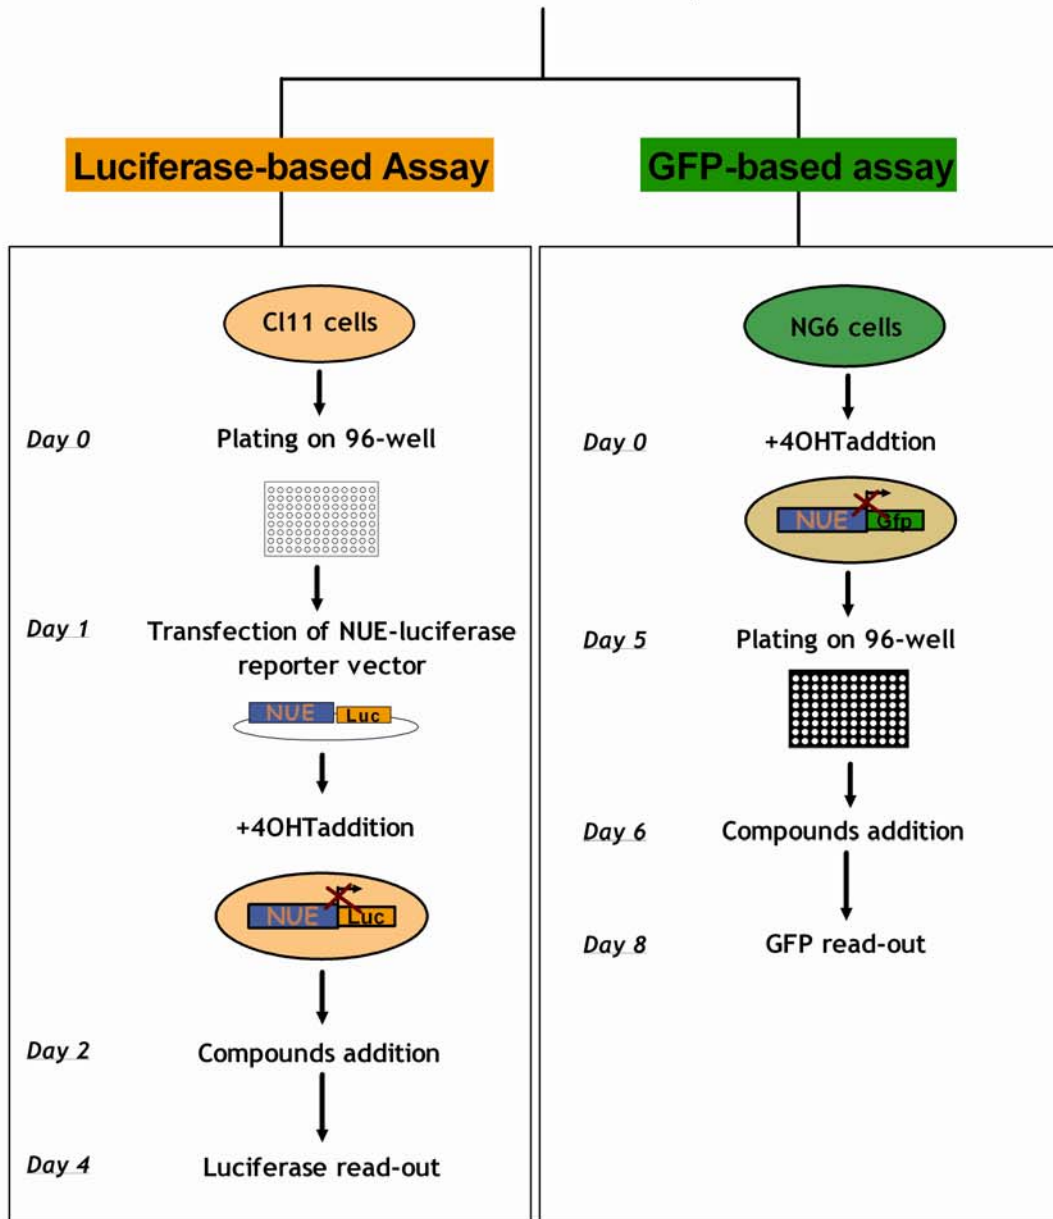 Luciferase-based Assay
Cl11 cells
Day 0
Plating on 96-well
Day 1
Transfection of NUE-luciferase
reporter vector
NUE Luc
+4OHTaddition
NUE Luc
Day 2
Compounds addition
Day 4
Luciferase read-out
GFP-based assay
NG6 cells
Day 0
+4OHTaddtion
NUE Gfp
Day 5
Plating on 96-well
Day 6
Compounds addition
Day 8
GFP read-out